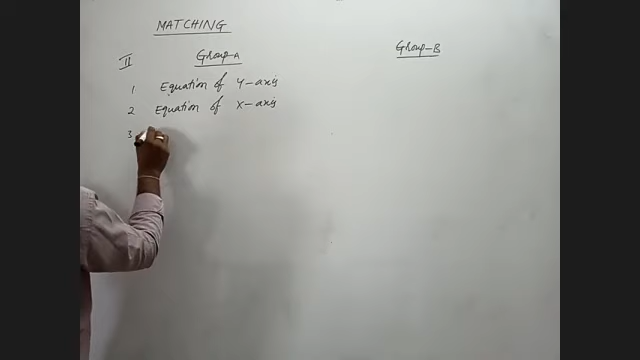 MATCHING
II Group-A Group-B
1 Equation of Y-axis
2 Equation of X-axis
3